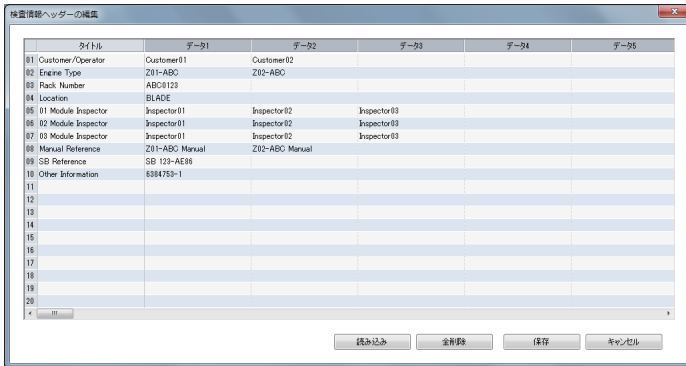 検査情報ヘッダーの編集
タイトル データ1 データ2 データ3 データ4 データ5
01 Customer/Operator Customer01 Customer02
02 Engine Type Z01-ABC Z02-ABC
03 Rack Number ABC0123
04 Location BLADE
05 01 Module Inspector Inspector01 Inspector02 Inspector03
06 02 Module Inspector Inspector01 Inspector02 Inspector03
07 03 Module Inspector Inspector01 Inspector02 Inspector03
08 Manual Reference Z01-ABC Manual Z02-ABC Manual
09 SB Reference SB 123-AE86
10 Other Information 6384753-1
11
12
13
14
15
16
17
18
19
20
読み込み 全削除 保存 キャンセル